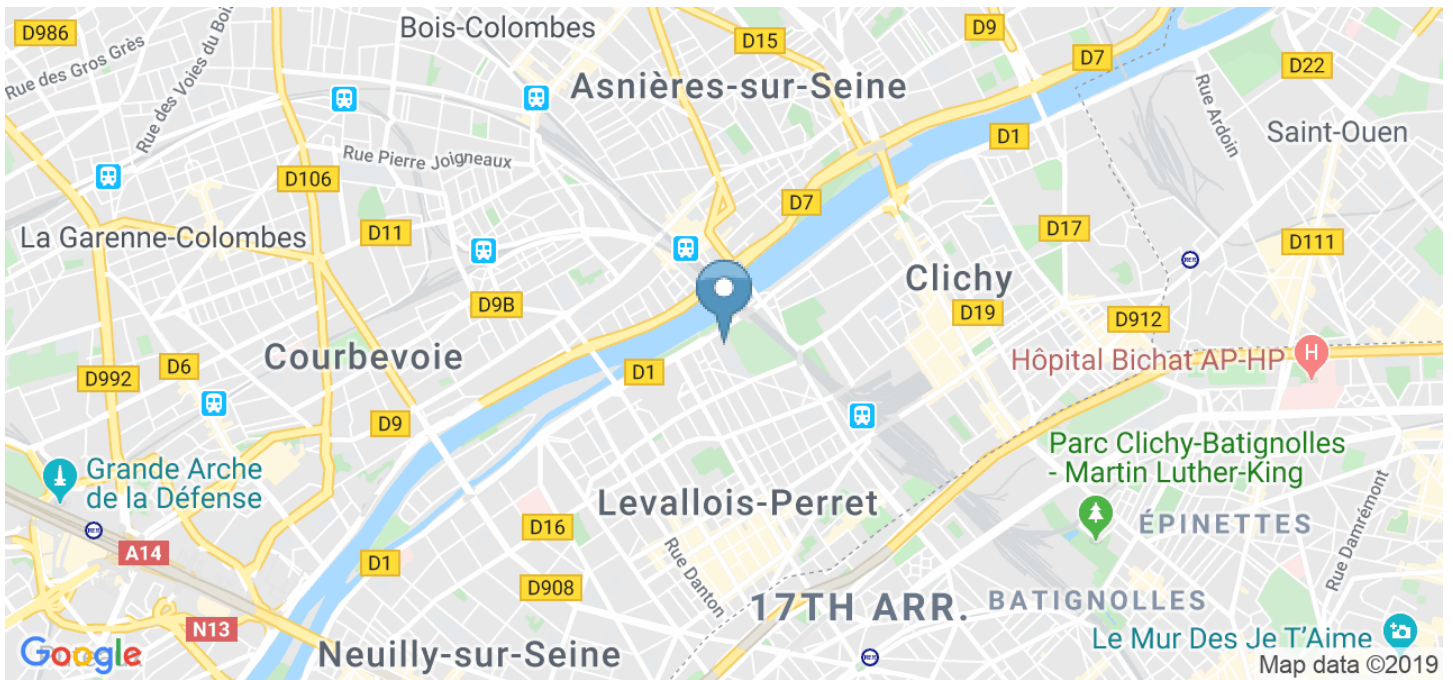 D986
Bois-Colombes
D15
D9
D7
D22
Rue des Gros Grès
Rue des Voies du Bois
Asnières-sur-Seine
Rue Ardoin
Saint-Ouen
D1
Rue Pierre Joigneaux
D106
D7
D11
D17
D111
La Garenne-Colombes
Clichy
D9B
D19
D912
Courbevoie
D6
D992
D1
Hôpital Bichat AP-HP
H
D9
Grande Arche
de la Défense
Parc Clichy-Batignolles
- Martin Luther-King
Levallois-Perret
ÉPINETTES
D16
A14
D1
D908
Rue Danton
Rue Damrémont
17TH ARR.
BATIGNOLLES
N13
Le Mur Des Je T'Aime
Google
Neuilly-sur-Seine
Map data ©2019